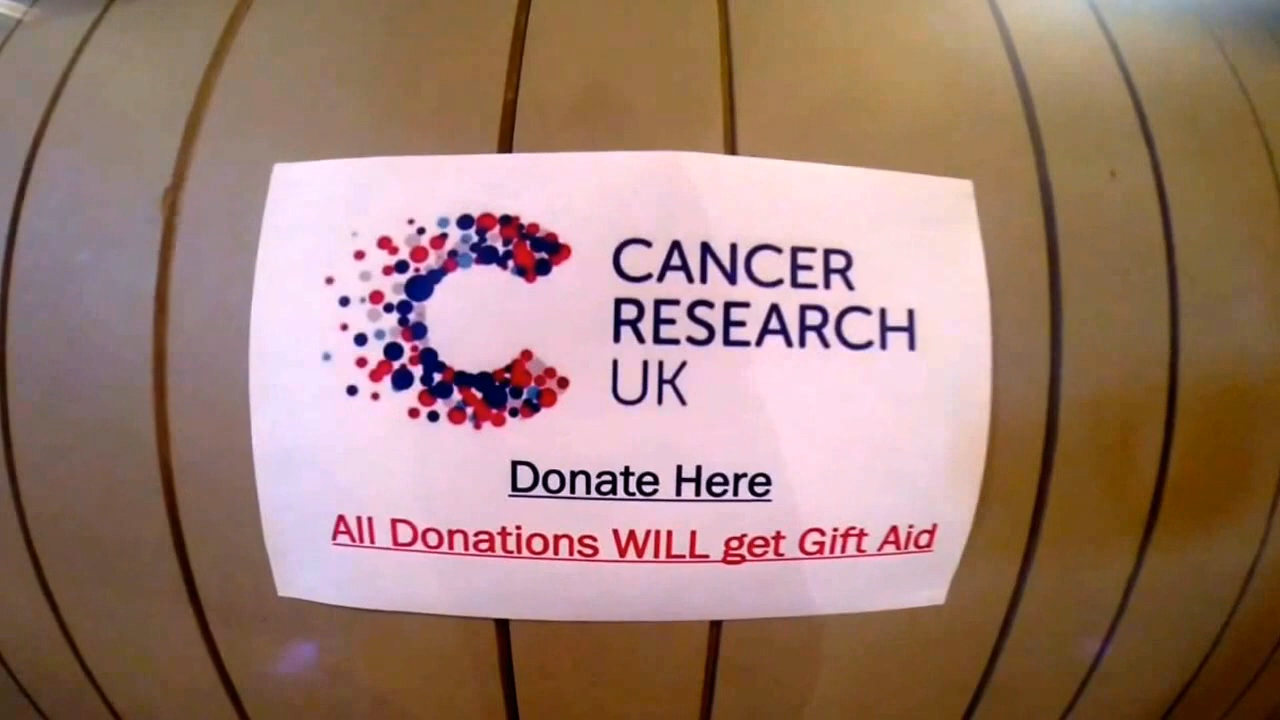 CANCER
RESEARCH
UK
Donate Here
All Donations WILL get Gift Aid